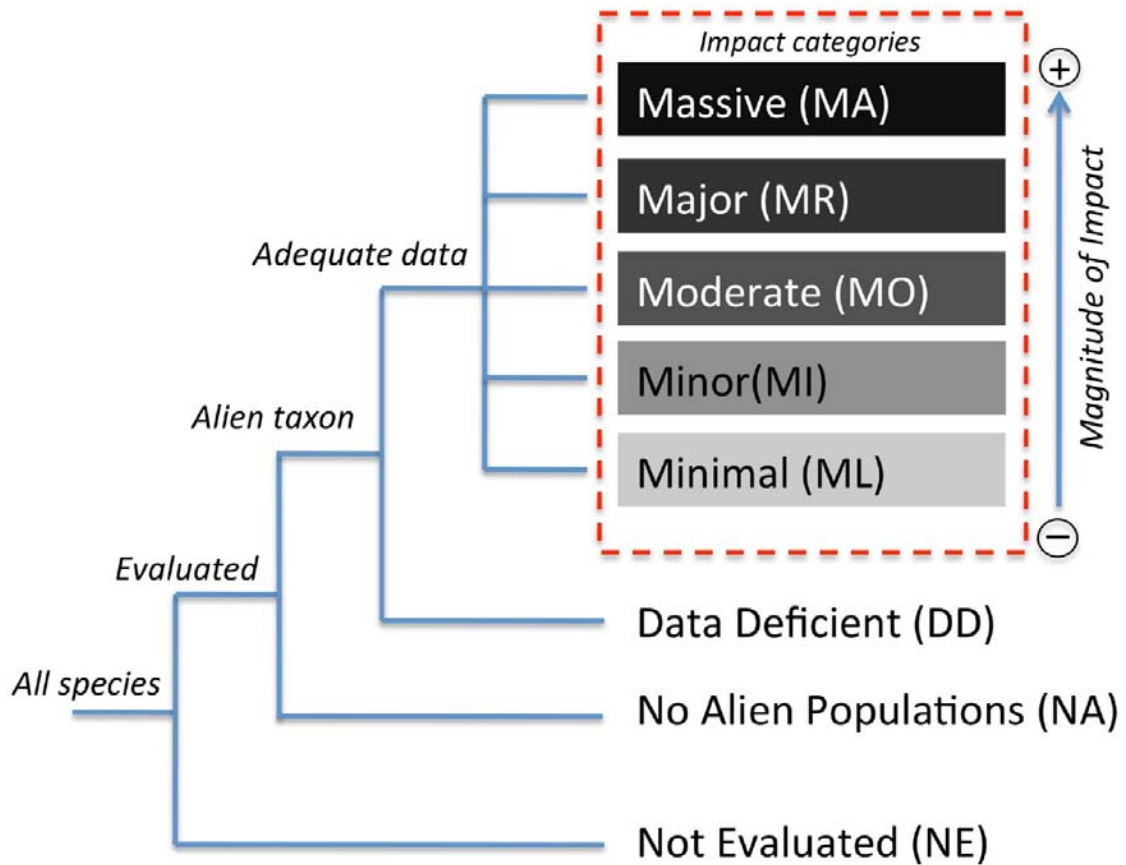 Impact categories
+
Massive (MA)
Major (MR)
Adequate data
Moderate (MO)
Magnitude of Impact
Minor(MI)
Alien taxon
Minimal (ML)
−
Evaluated
Data Deficient (DD)
All species
No Alien Populations (NA)
Not Evaluated (NE)